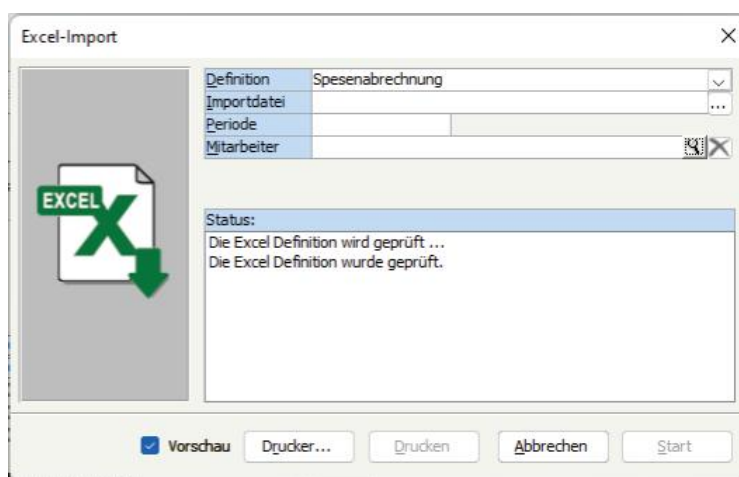 Excel-Import
Definition Spesenabrechnung
Importdatei ...
Periode
Mitarbeiter
EXCEL
X
Status:
Die Excel Definition wird geprüft ...
Die Excel Definition wurde geprüft.
Vorschau Drucker... Drucken Abbrechen Start